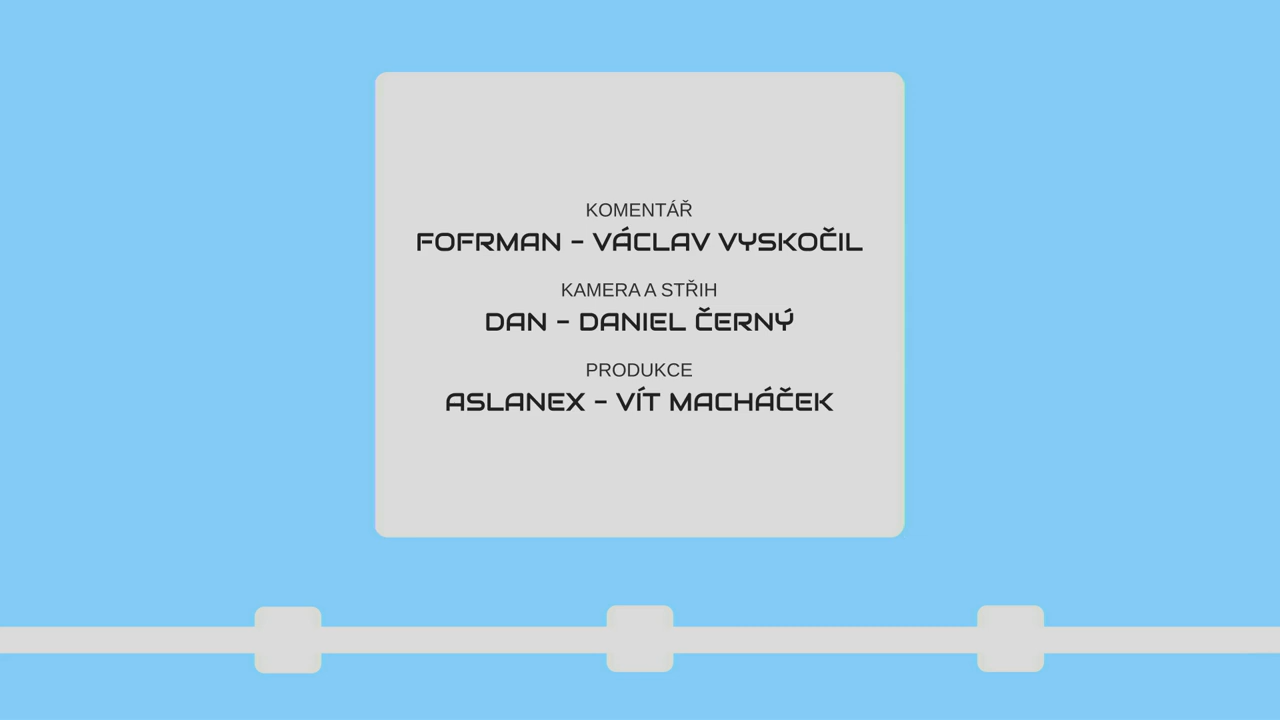 KOMENTÁŘ
FOFRMAN - VÁCLAV VYSKOČIL
KAMERA A STŘIH
DAN - DANIEL ČERNÝ
PRODUKCE
ASLANEX - VÍT MACHÁČEK